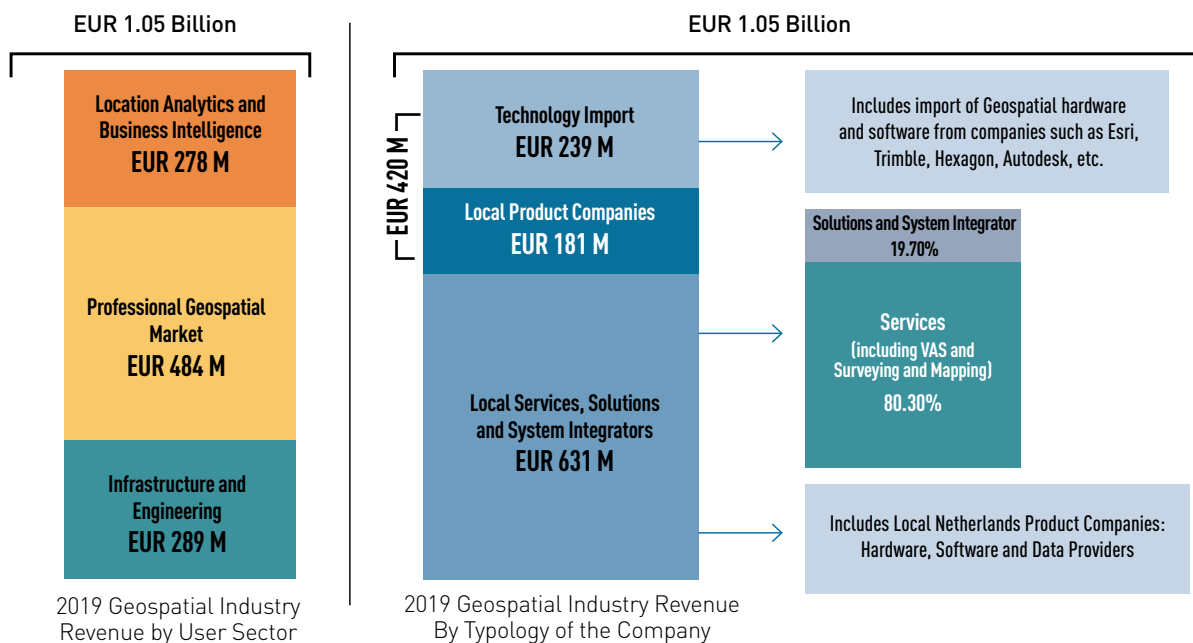 EUR 1.05 Billion
Location Analytics and
Business Intelligence
EUR 278 M
Professional Geospatial
Market
EUR 484 M
Infrastructure and
Engineering
EUR 289 M
2019 Geospatial Industry
Revenue by User Sector
EUR 1.05 Billion
EUR 420 M
Technology Import
EUR 239 M
Local Product Companies
EUR 181 M
Local Services, Solutions
and System Integrators
EUR 631 M
2019 Geospatial Industry Revenue
By Typology of the Company
Includes import of Geospatial hardware
and software from companies such as Esri,
Trimble, Hexagon, Autodesk, etc.
Solutions and System Integrator
19.70%
Services
(including VAS and
Surveying and Mapping)
80.30%
Includes Local Netherlands Product Companies:
Hardware, Software and Data Providers